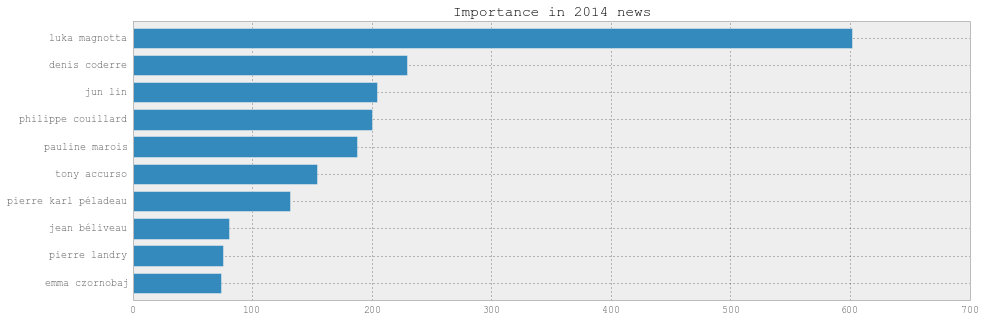 Importance in 2014 news
luka magnotta
denis coderre
jun lin
philippe couillard
pauline marois
tony accurso
pierre karl péladeau
jean béliveau
pierre landry
emma czornobaj
0 100 200 300 400 500 600 700